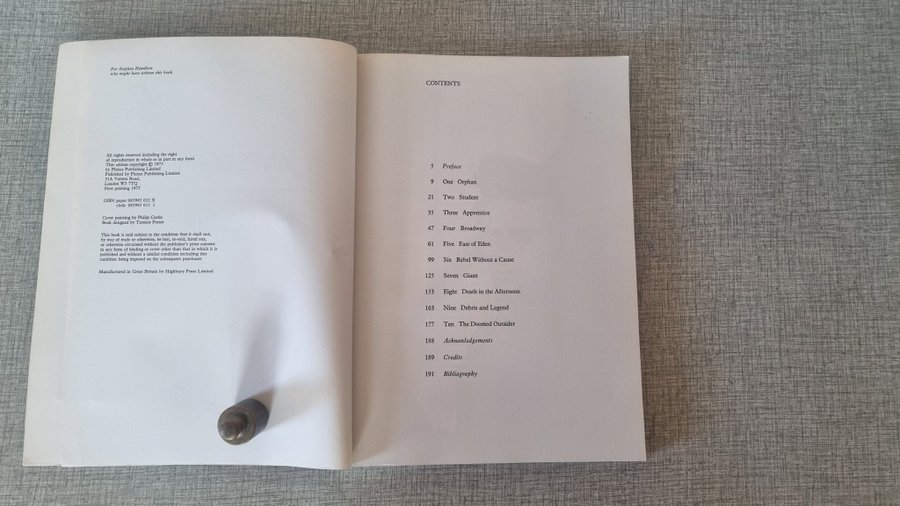 For Stephen Hamilton
who might have written this book
All rights reserved including the right
of reproduction in whole or in part in any form
This edition copyright © 1975
by Plexus Publishing Limited
Published by Plexus Publishing Limited
Valetta Road,
London W3 7TQ
First printing 1975
ISBN paper 085965 012 X
cloth 085965 011 1
Cover painting by Philip Castle
Book designed by
This book is sold subject to the condition that it shall not,
by way of trade or otherwise, be lent, re-sold, hired out,
or otherwise circulated without the publisher's prior consent
in any form of binding or cover other than that in which it is
published and without a similar condition including this
condition being imposed on the subsequent purchaser
Manufactured in Great Britain by Highbury Press Limited
CONTENTS
5 Preface
9 One Orphan
21 Two Student
35 Three Apprentice
47 Four Broadway
61 Five East of Eden
99 Six Rebel Without a Cause
125 Seven Giant
153 Eight Death in the Afternoon
163 Nine Debris and Legend
177 Ten The Doomed Outsider
188 Acknowledgements
189 Credits
191 Bibliography